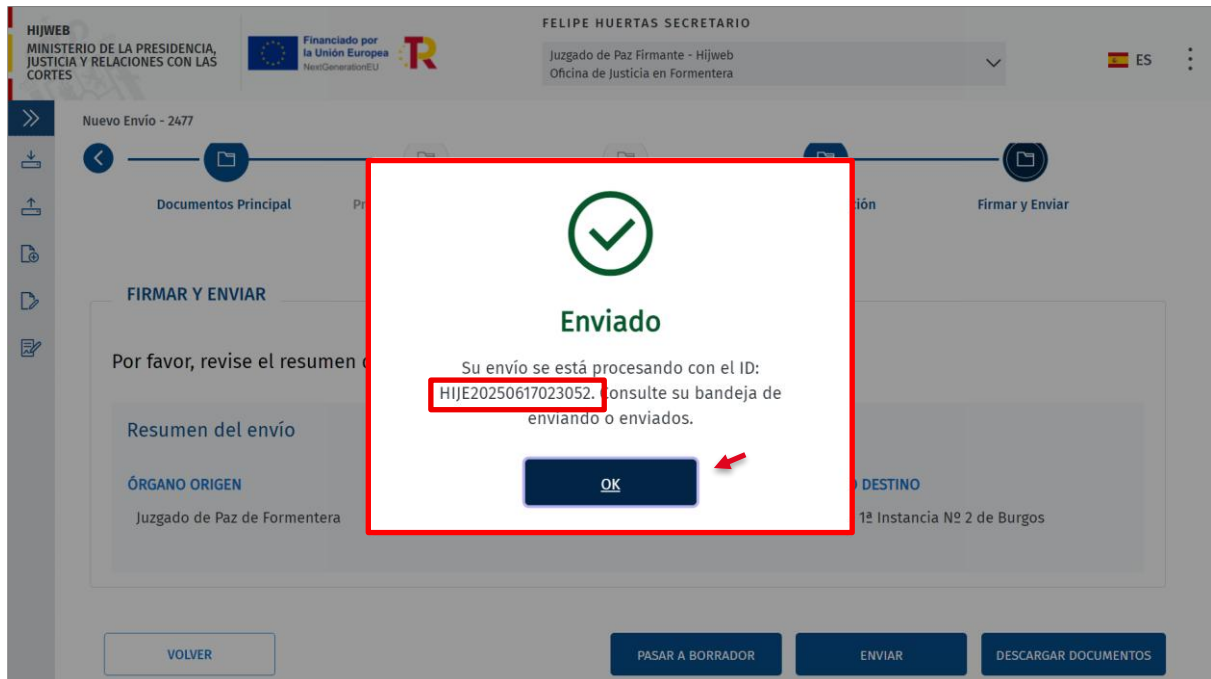 HIJWEB
MINISTERIO DE LA PRESIDENCIA,
JUSTICIA Y RELACIONES CON LAS
CORTES
Financiado por
la Unión Europea
NextGenerationEU
FELIPE HUERTAS SECRETARIO
Juzgado de Paz Firmante - Hijweb
Oficina de Justicia en Formentera
ES
Nuevo Envío - 2477
Documentos Principal
Pr
ión
Firmar y Enviar
FIRMAR Y ENVIAR
Por favor, revise el resumen
Enviado
Su envío se está procesando con el ID:
HIJE20250617023052. Consulte su bandeja de
enviando o enviados.
OK
Resumen del envío
ÓRGANO ORIGEN
DESTINO
Juzgado de Paz de Formentera
1ª Instancia Nº 2 de Burgos
VOLVER
PASAR A BORRADOR
ENVIAR
DESCARGAR DOCUMENTOS